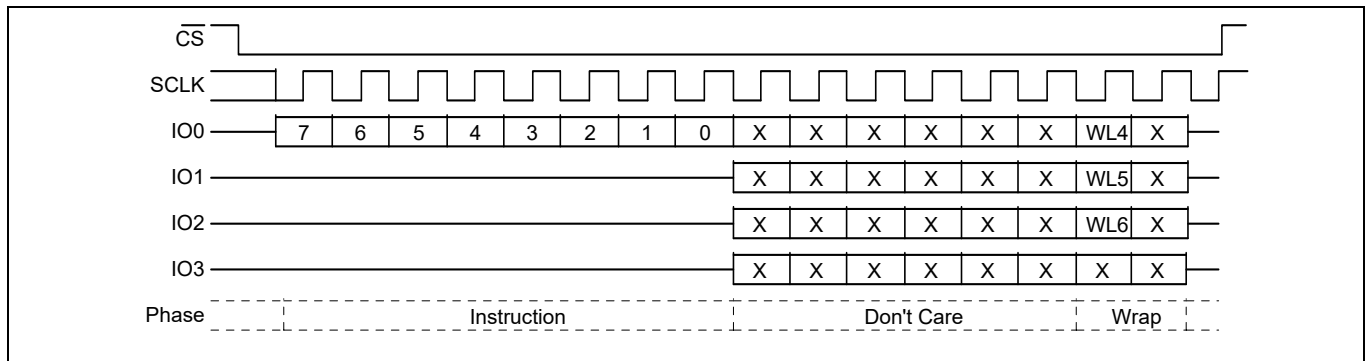 CS
SCLK
IO0 7 6 5 4 3 2 1 0 X X X X X X WL4 X
IO1 X X X X X X WL5 X
IO2 X X X X X X WL6 X
IO3 X X X X X X X X
Phase Instruction Don't Care Wrap